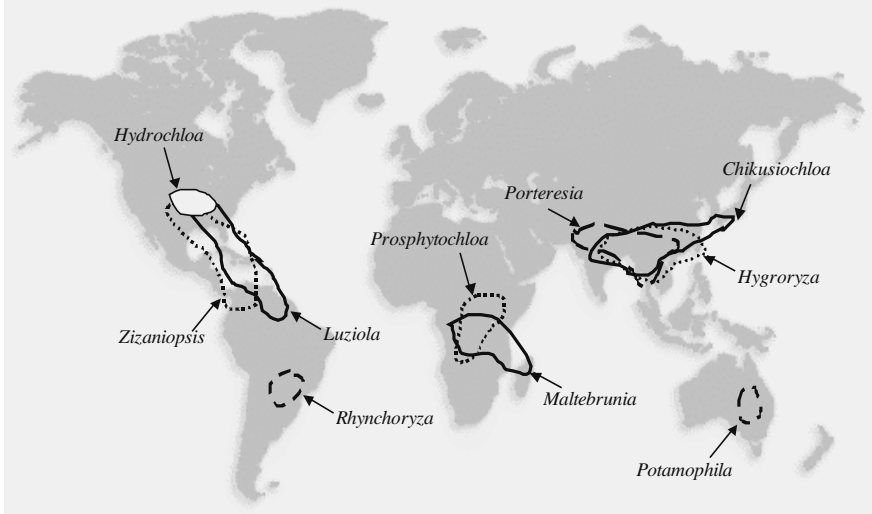 Hydrochloa
Chikusiochloa
Porteresia
Prosphytochloa
Hygroryza
Zizaniopsis
Luziola
Maltebrunia
Rhynchoryza
Potamophila